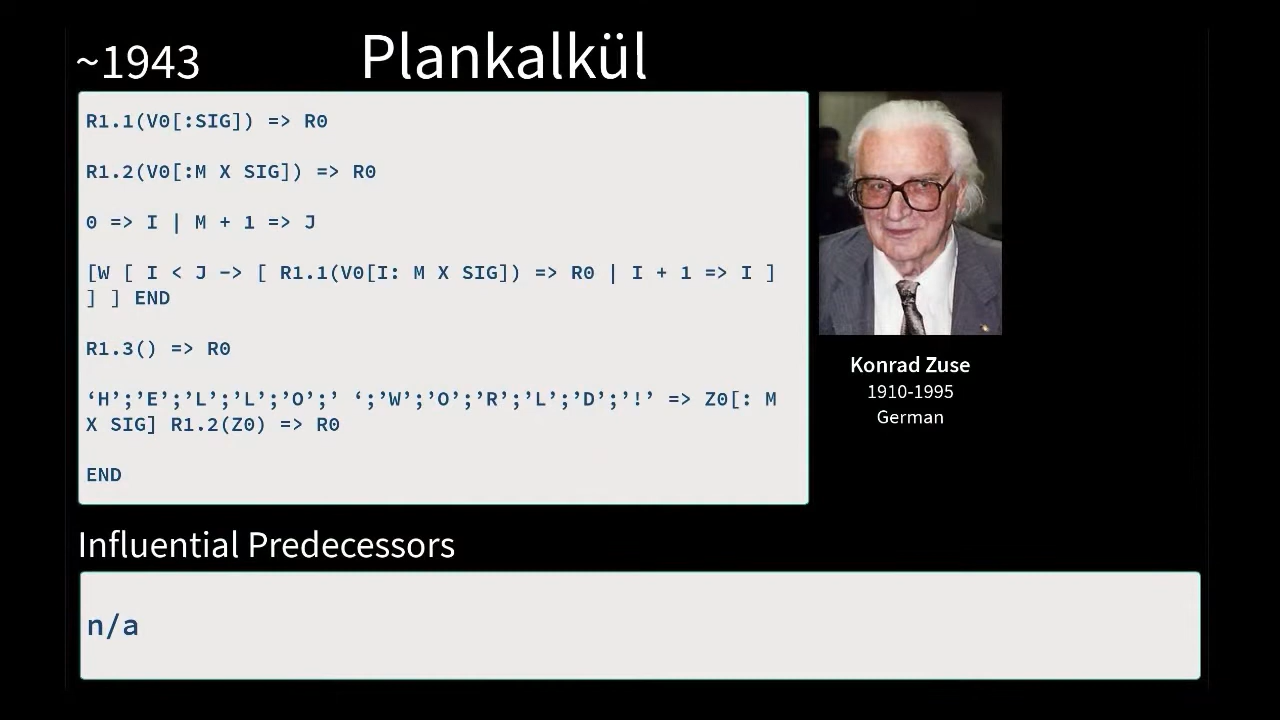 ~1943
Plankalkül
R1.1(V0[:SIG]) => R0
R1.2(V0[:M X SIG]) => R0
0 => I | M + 1 => J
[W [ I < J -> [ R1.1(V0[I: M X SIG]) => R0 | I + 1 => I ]
] ] END
R1.3() => R0
‘H’;’E’;’L’;’L’;’O’;’ ‘;’W’;’O’;’R’;’L’;’D’;’!’ => Z0[: M
X SIG] R1.2(Z0) => R0
END
Konrad Zuse
1910-1995
German
Influential Predecessors
n/a